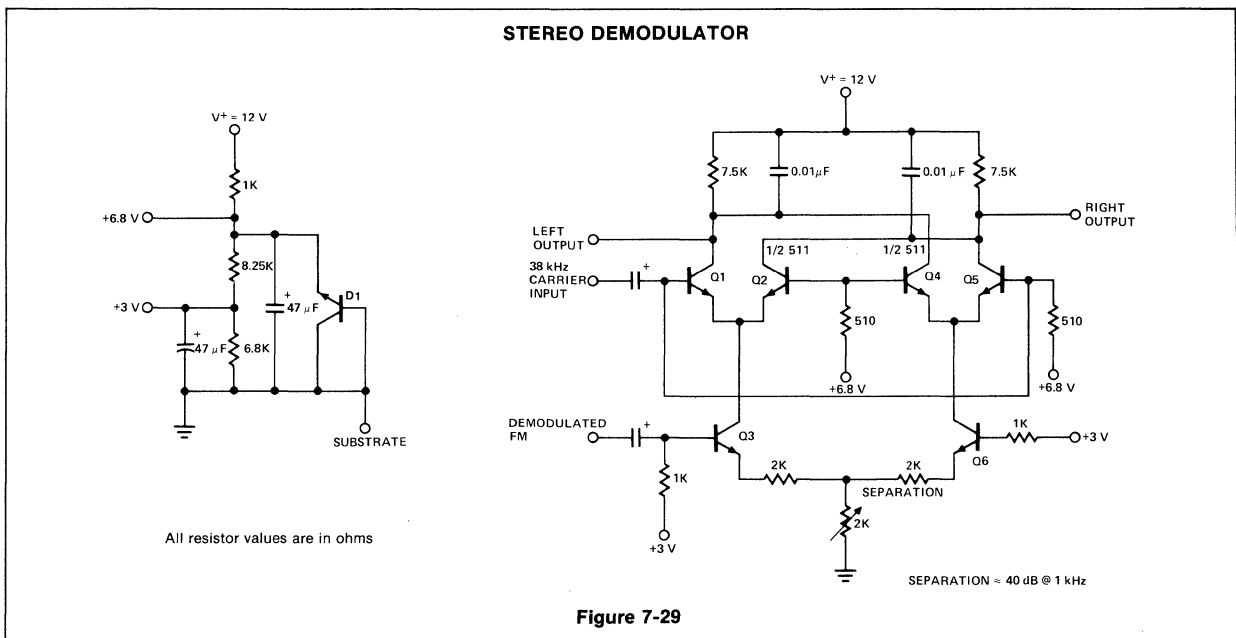 STEREO DEMODULATOR
V+ = 12 V
1K
+6.8 V
8.25K
+3 V
+
47 μF
D1
+
47 μF
6.8K
SUBSTRATE
All resistor values are in ohms
V+ = 12 V
7.5K
0.01μF
0.01μF
7.5K
RIGHT OUTPUT
LEFT OUTPUT
1/2 511
1/2 511
38 kHz CARRIER INPUT
+
Q1
Q2
Q4
Q5
510
510
+6.8 V
+6.8 V
DEMODULATED FM
+
Q3
1K
+3 V
Q6
1K
2K
2K
SEPARATION
2K
+3 V
SEPARATION ≈ 40 dB @ 1 kHz
Figure 7-29